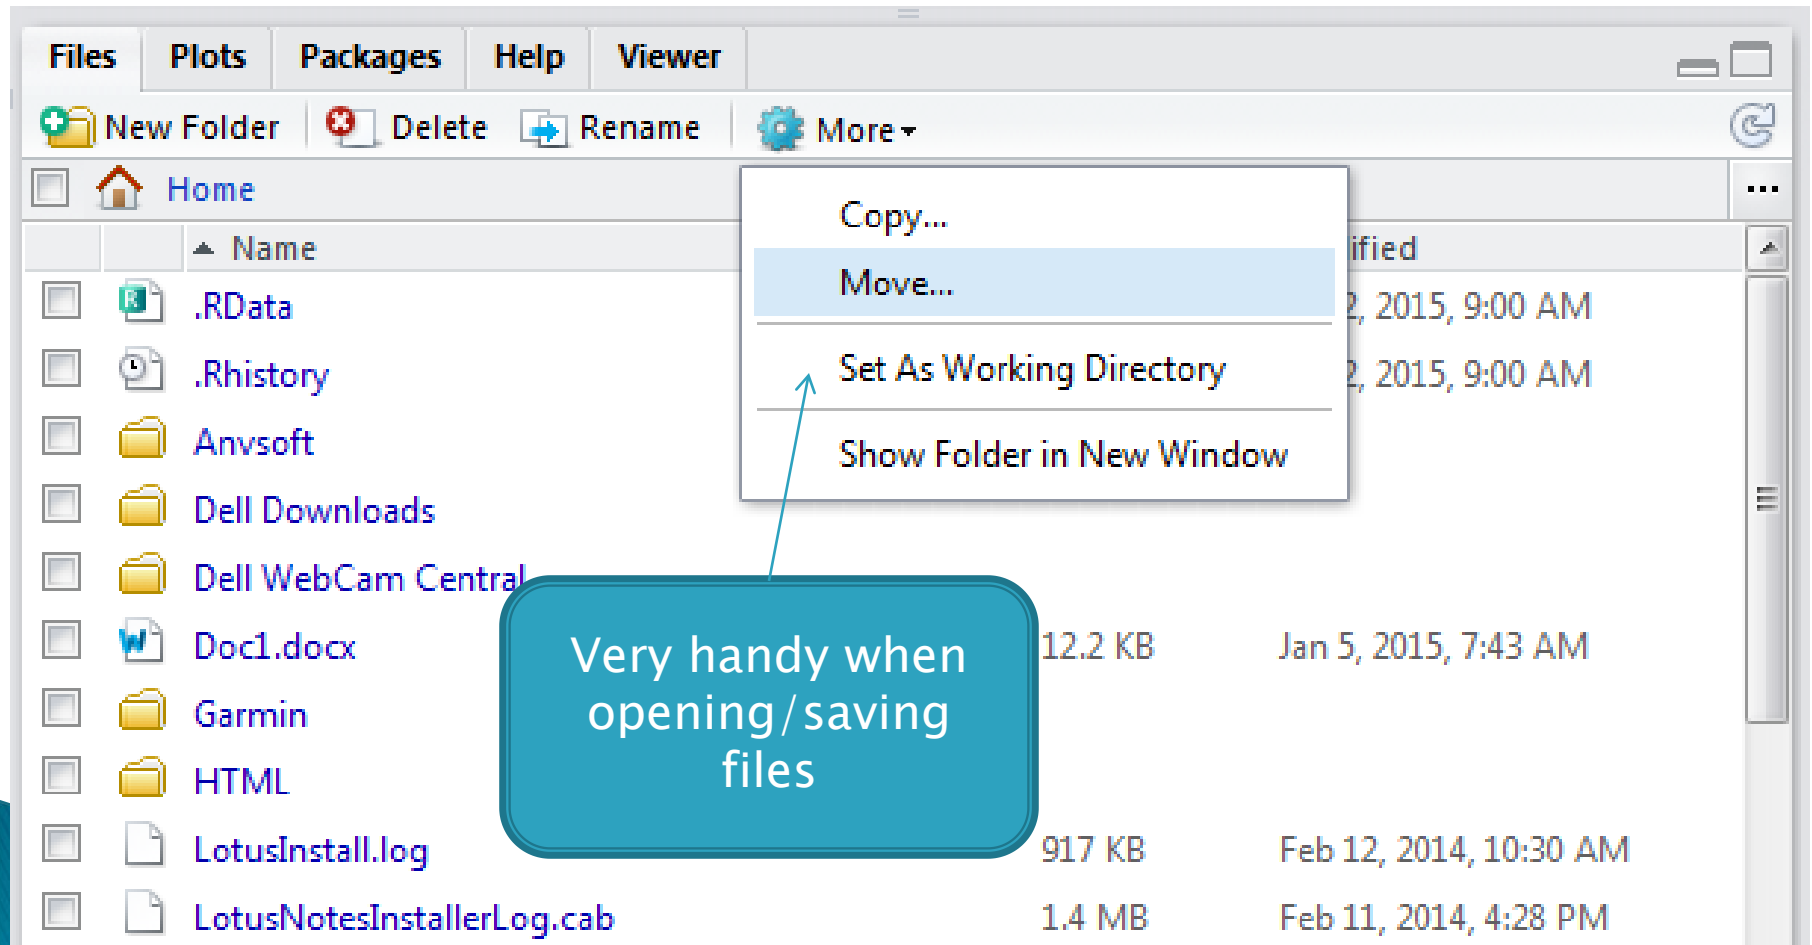 Files Plots Packages Help Viewer
New Folder Delete Rename More
Home ...
Name ified
Copy...
Move...
Set As Working Directory
Show Folder in New Window
.RData 2, 2015, 9:00 AM
.Rhistory 2, 2015, 9:00 AM
Anvsoft
Dell Downloads
Dell WebCam Central
Doc1.docx 12.2 KB Jan 5, 2015, 7:43 AM
Garmin
HTML
LotusInstall.log 917 KB Feb 12, 2014, 10:30 AM
LotusNotesInstallerLog.cab 1.4 MB Feb 11, 2014, 4:28 PM
Very handy when
opening/saving
files